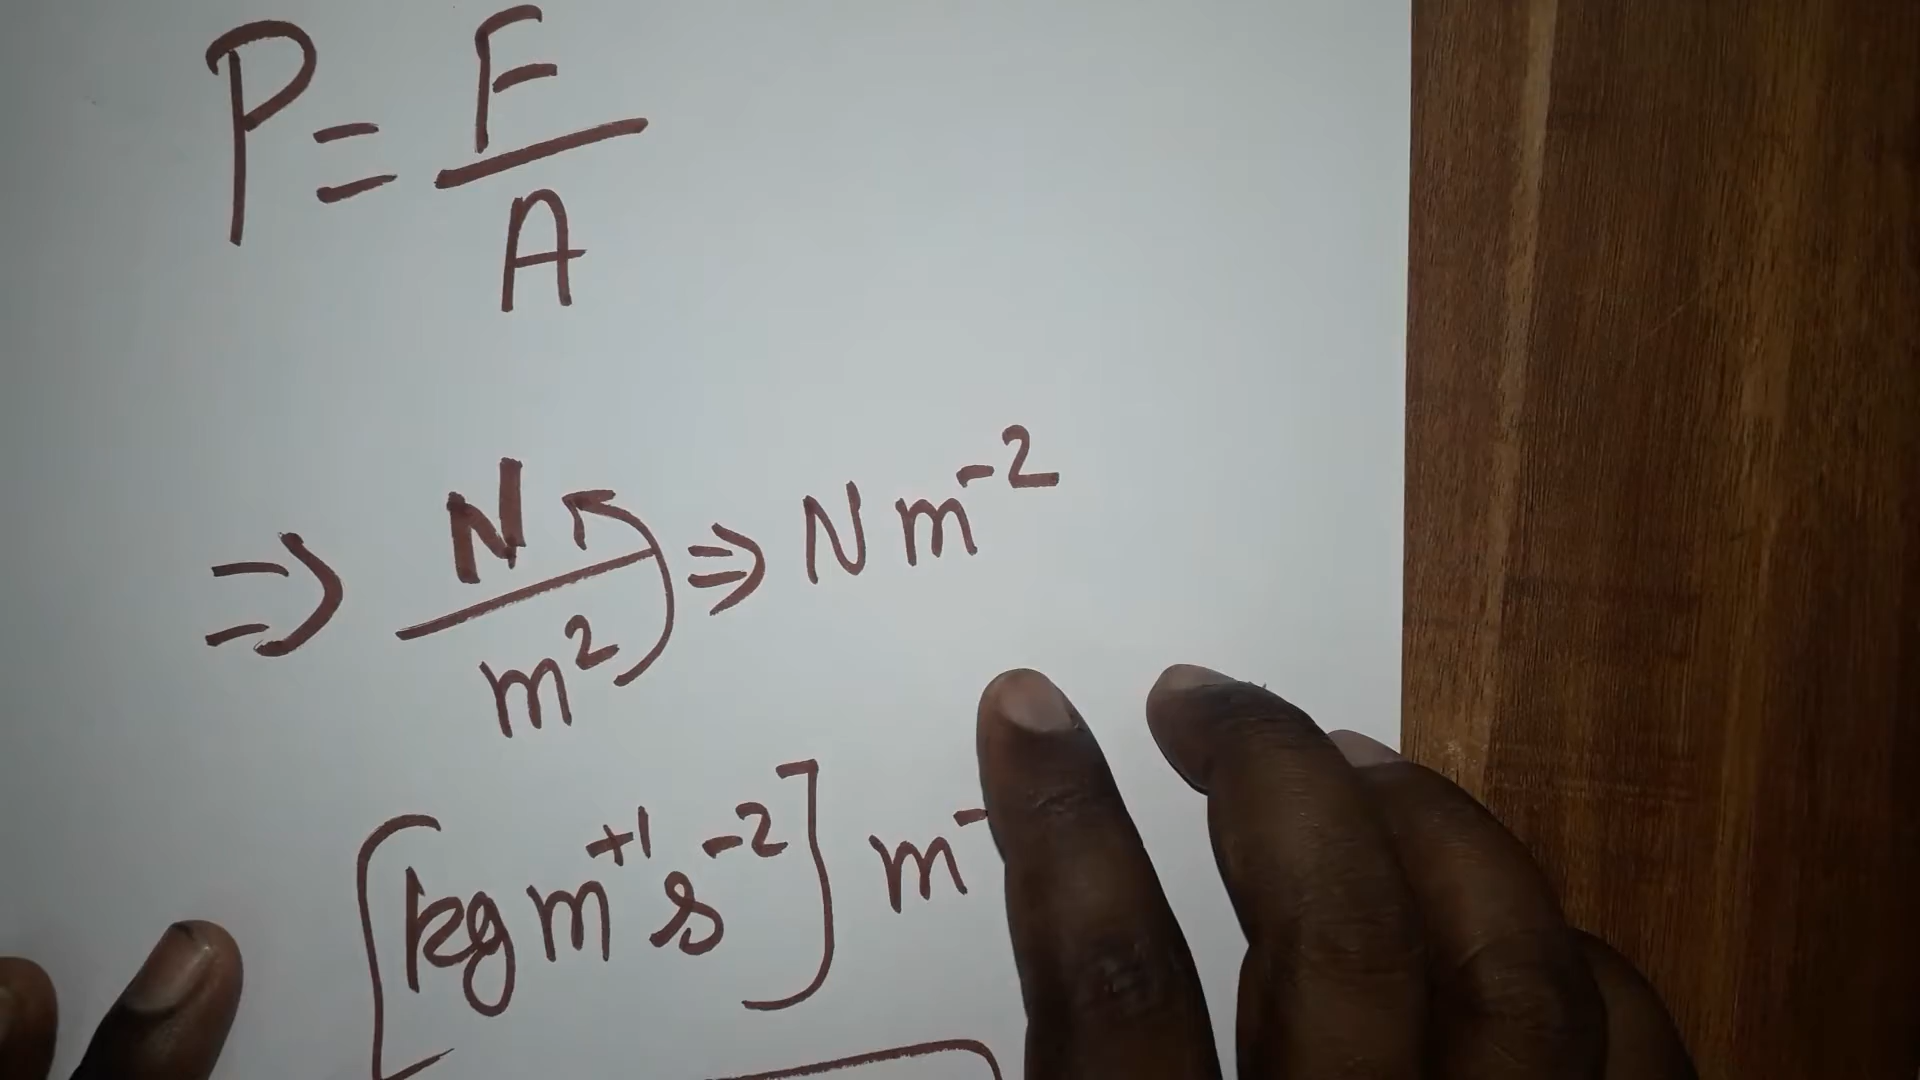 P = F/A
⇒ N/m² ⇒ N m⁻²
[kg m⁺¹ s⁻²] m⁻